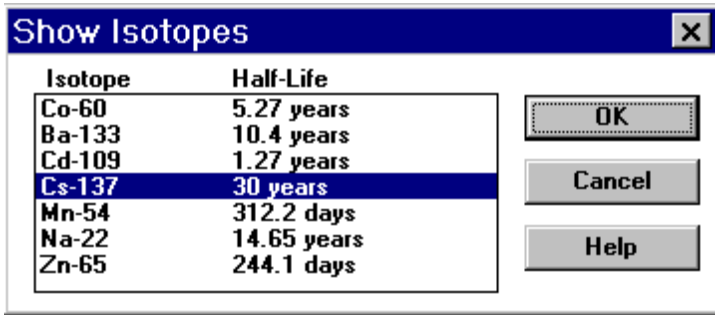 Show Isotopes
Isotope Half-Life
Co-60 5.27 years
Ba-133 10.4 years
Cd-109 1.27 years
Cs-137 30 years
Mn-54 312.2 days
Na-22 14.65 years
Zn-65 244.1 days
OK
Cancel
Help